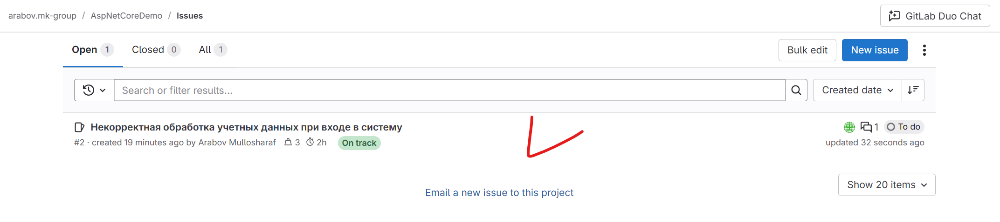 arabov.mk-group / AspNetCoreDemo / Issues
GitLab Duo Chat
Open 1 Closed 0 All 1
Bulk edit New issue
Search or filter results...
Created date
Некорректная обработка учетных данных при входе в систему
1 To do
#2 · created 19 minutes ago by Arabov Mullosharaf 3 2h On track
updated 32 seconds ago
Show 20 items
Email a new issue to this project